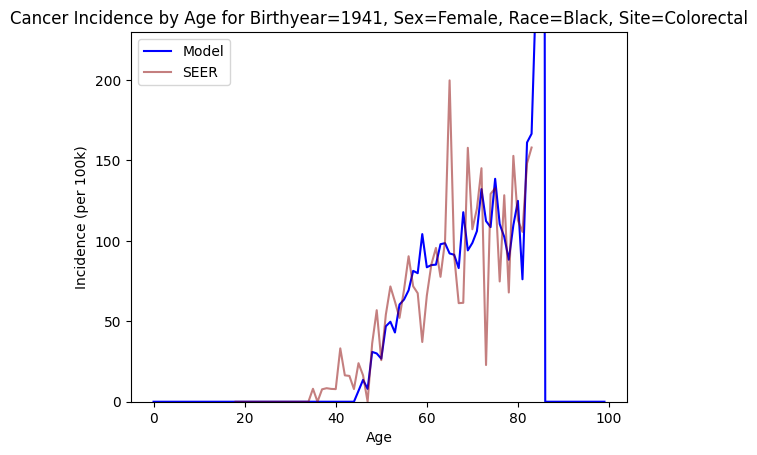 Cancer Incidence by Age for Birthyear=1941, Sex=Female, Race=Black, Site=Colorectal
Model
SEER
200
150
100
50
0
Incidence (per 100k)
0 20 40 60 80 100
Age